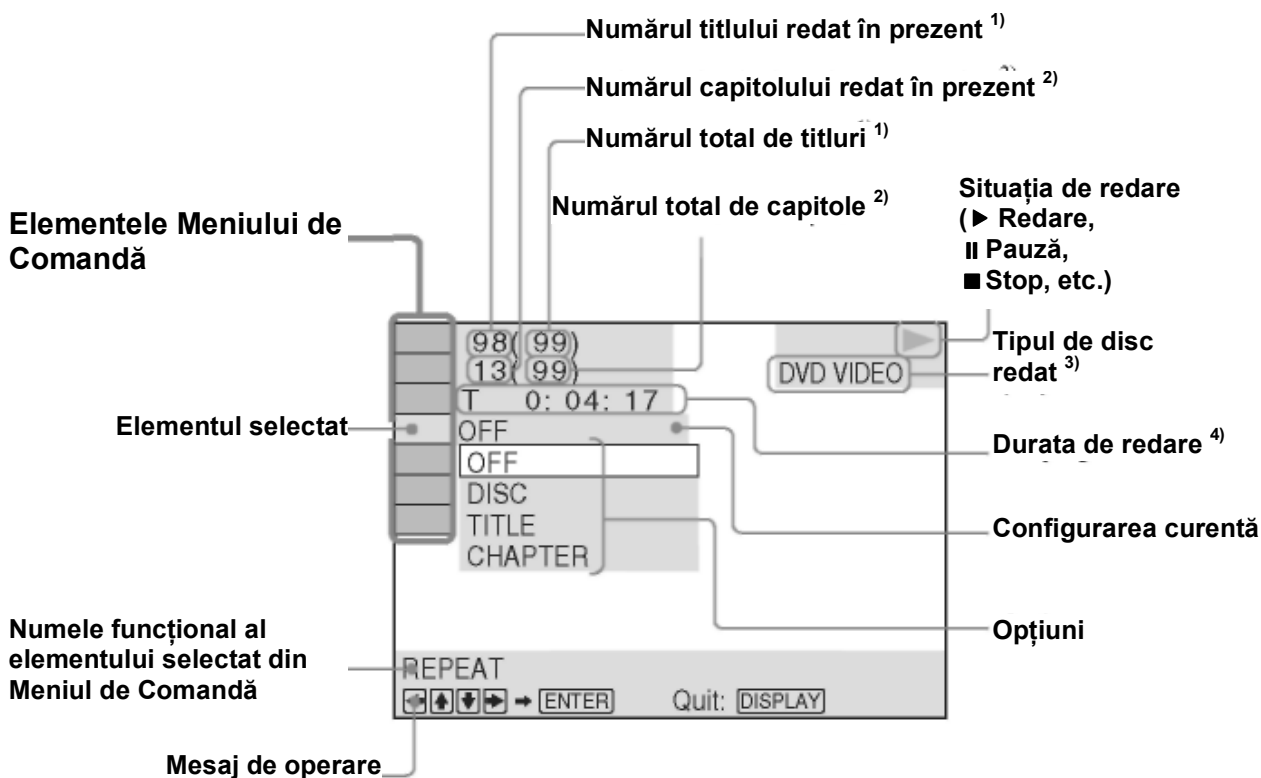 Numărul titlului redat în prezent 1)
Numărul capitolului redat în prezent 2)
Numărul total de titluri 1)
Numărul total de capitole 2)
Situația de redare
(▶ Redare,
⏸ Pauză,
■ Stop, etc.)
Elementele Meniului de
Comandă
98( 99)
13( 99)
T 0: 04: 17
OFF
OFF
DISC
TITLE
CHAPTER
DVD VIDEO
Tipul de disc
redat 3)
Elementul selectat
Durata de redare 4)
Configurarea curentă
Opțiuni
Numele funcțional al
elementului selectat din
Meniul de Comandă
REPEAT
←↑↓→ → ENTER Quit: DISPLAY
Mesaj de operare